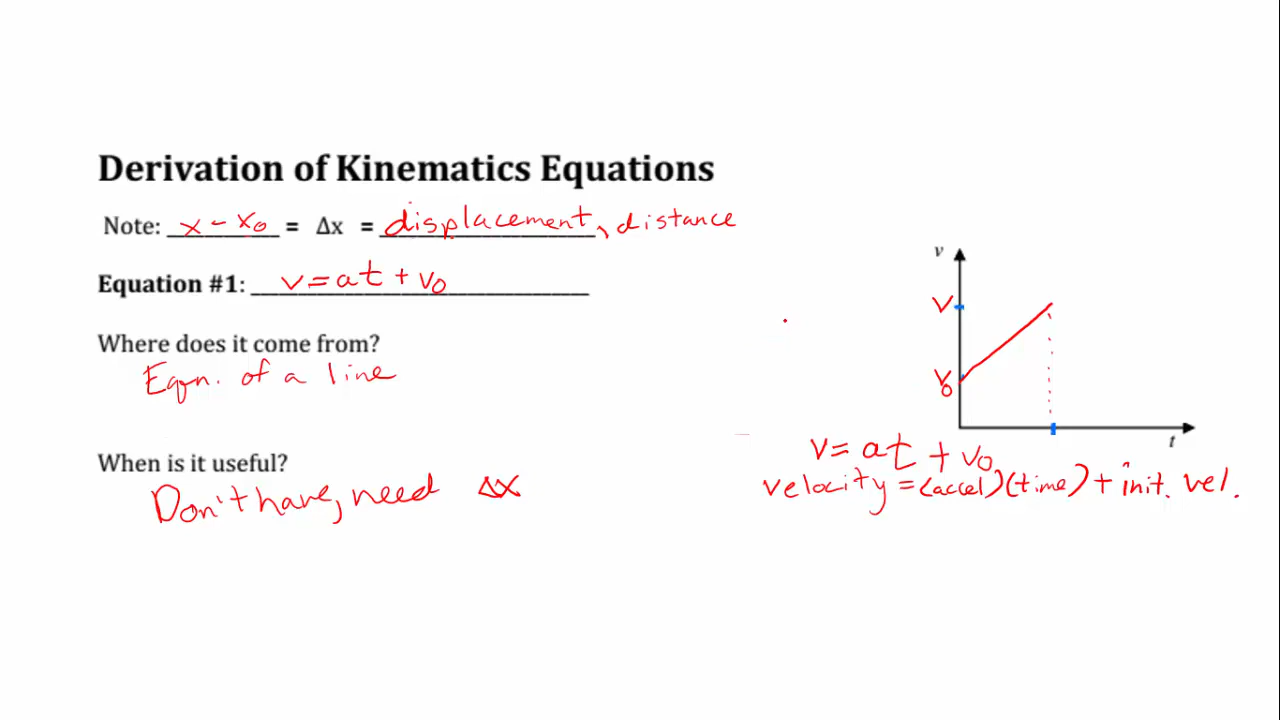 Derivation of Kinematics Equations
Note: x - x₀ = Δx = displacement, distance
Equation #1: v = at + v₀
Where does it come from?
Eqn. of a line
When is it useful?
Don't have, need Δx
v
v
v₀
t
v = at + v₀
velocity = (accel)(time) + init. vel.